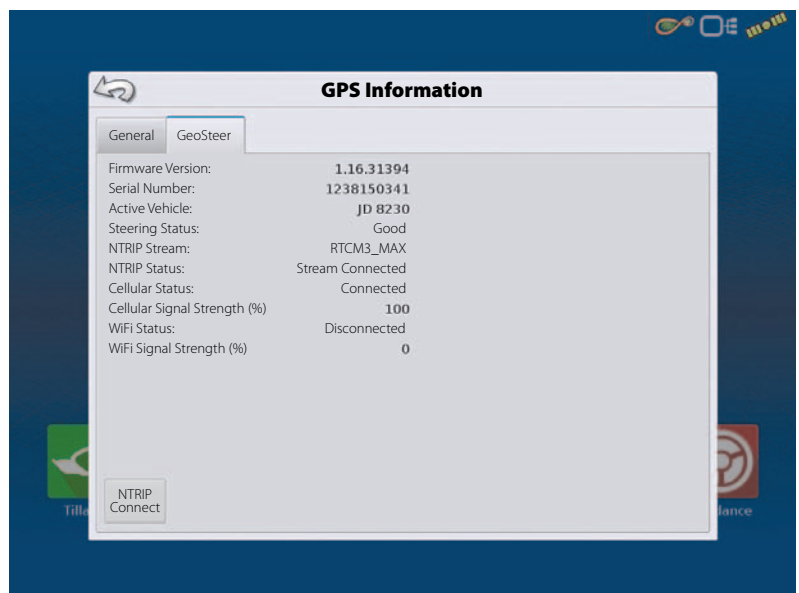 GPS Information
General GeoSteer
Firmware Version: 1.16.31394
Serial Number: 1238150341
Active Vehicle: JD 8230
Steering Status: Good
NTRIP Stream: RTCM3_MAX
NTRIP Status: Stream Connected
Cellular Status: Connected
Cellular Signal Strength (%) 100
WiFi Status: Disconnected
WiFi Signal Strength (%) 0
NTRIP
Connect
Tilla
dance